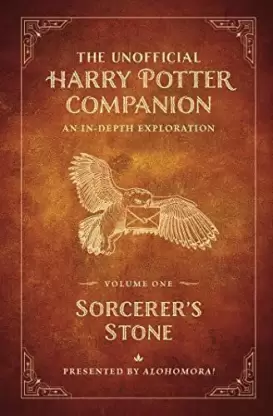 THE UNOFFICIAL
HARRY POTTER
COMPANION
AN IN-DEPTH EXPLORATION
VOLUME ONE
SORCERER'S
STONE
PRESENTED BY ALOHOMORA!